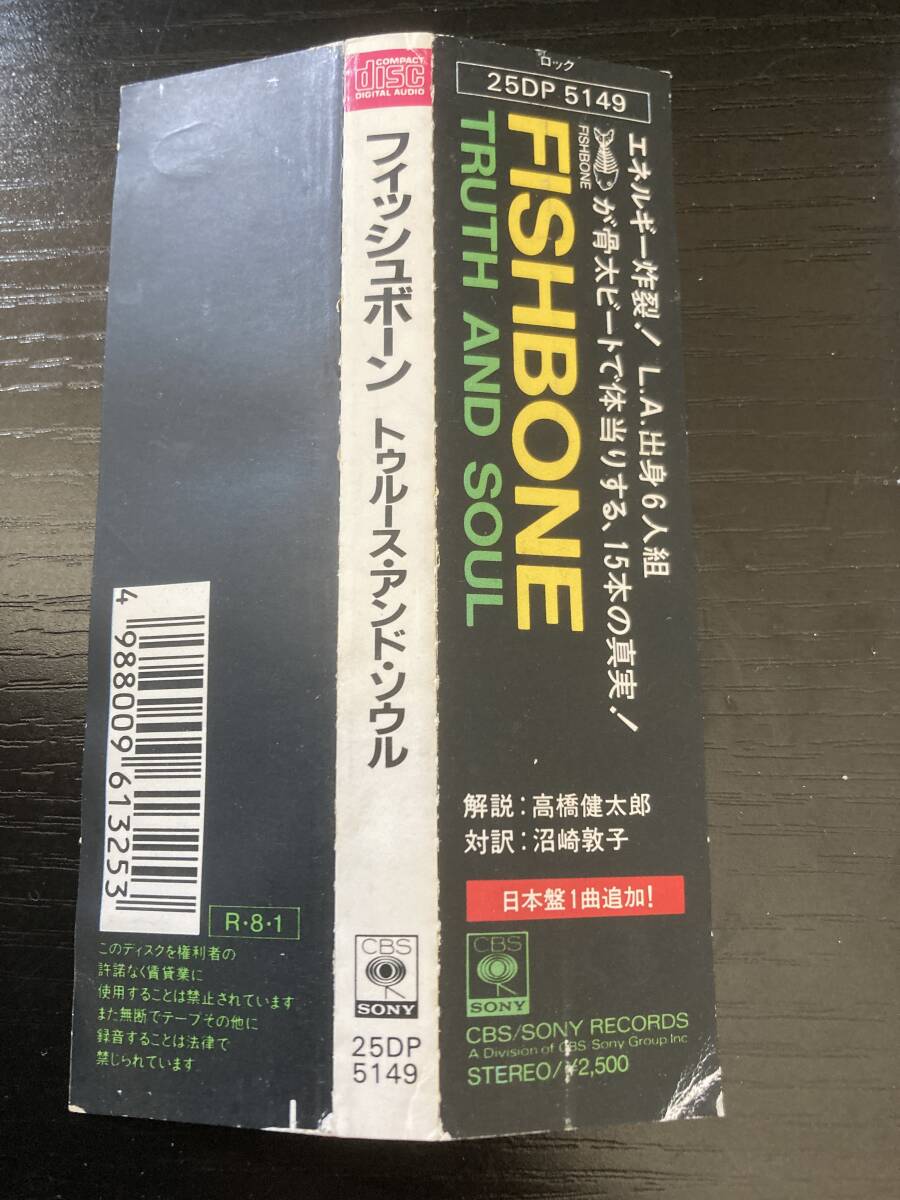 ロック
25DP 5149
エネルギー炸裂! L.A.出身6人組
FISHBONE
が骨太ビートで体当りする、15本の真実!
FISHBONE
TRUTH AND SOUL
解説:高橋健太郎
対訳:沼崎敦子
日本盤1曲追加!
CBS
SONY
CBS/SONY RECORDS
A Division of CBS Sony Group Inc
STEREO/¥2,500
COMPACT
disc
DIGITAL AUDIO
フィッシュボーン トゥルース・アンド・ソウル
CBS
SONY
25DP
5149
4 988009 613253
R・8・1
このディスクを権利者の
許諾なく賃貸業に
使用することは禁止されています
また無断でテープその他に
録音することは法律で
禁じられています